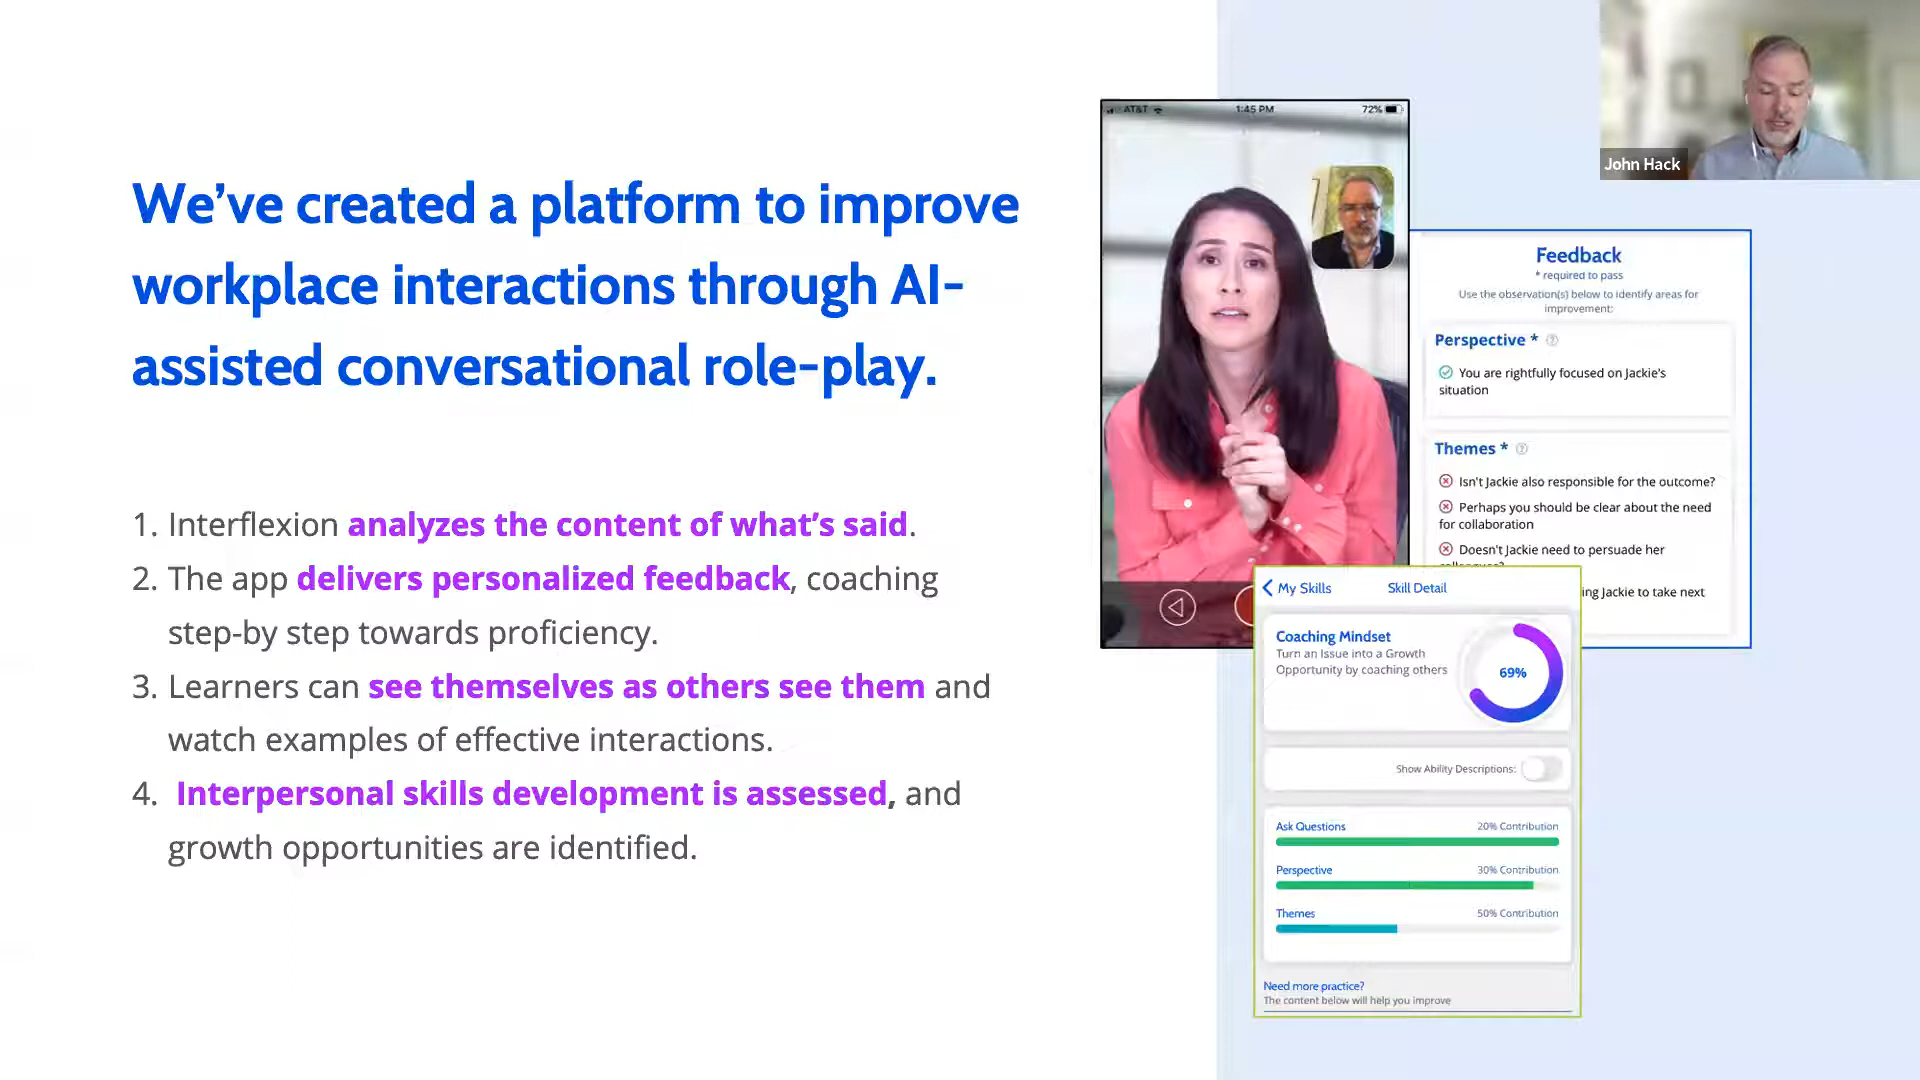 We've created a platform to improve
workplace interactions through AI-
assisted conversational role-play.
1. Interflexion analyzes the content of what's said.
2. The app delivers personalized feedback, coaching
step-by step towards proficiency.
3. Learners can see themselves as others see them and
watch examples of effective interactions.
4. Interpersonal skills development is assessed, and
growth opportunities are identified.
AT&T 1:45 PM 72%
John Hack
Feedback
* required to pass
Use the observation(s) below to identify areas for
improvement:
Perspective *
You are rightfully focused on Jackie's
situation
Themes *
Isn't Jackie also responsible for the outcome?
Perhaps you should be clear about the need
for collaboration
Doesn't Jackie need to persuade her
ing Jackie to take next
My Skills Skill Detail
Coaching Mindset
Turn an Issue into a Growth
Opportunity by coaching others
69%
Show Ability Descriptions:
Ask Questions 20% Contribution
Perspective 30% Contribution
Themes 50% Contribution
Need more practice?
The content below will help you improve